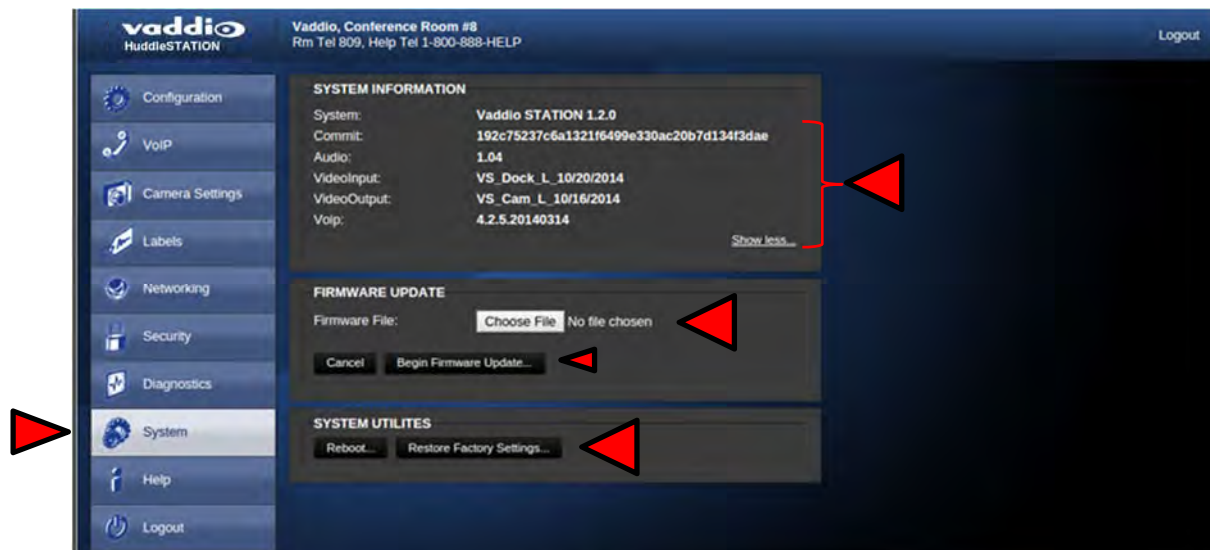 vaddio
HuddleSTATION
Vaddio, Conference Room #8
Rm Tel 809, Help Tel 1-800-888-HELP
Logout
Configuration
VoIP
Camera Settings
Labels
Networking
Security
Diagnostics
System
Help
Logout
SYSTEM INFORMATION
System: Vaddio STATION 1.2.0
Commit: 192c75237c6a1321f6499e330ac20b7d134f3dae
Audio: 1.04
VideoInput: VS_Dock_L_10/20/2014
VideoOutput: VS_Cam_L_10/16/2014
Voip: 4.2.5.20140314
Show less...
FIRMWARE UPDATE
Firmware File: Choose File No file chosen
Cancel Begin Firmware Update...
SYSTEM UTILITES
Reboot... Restore Factory Settings...